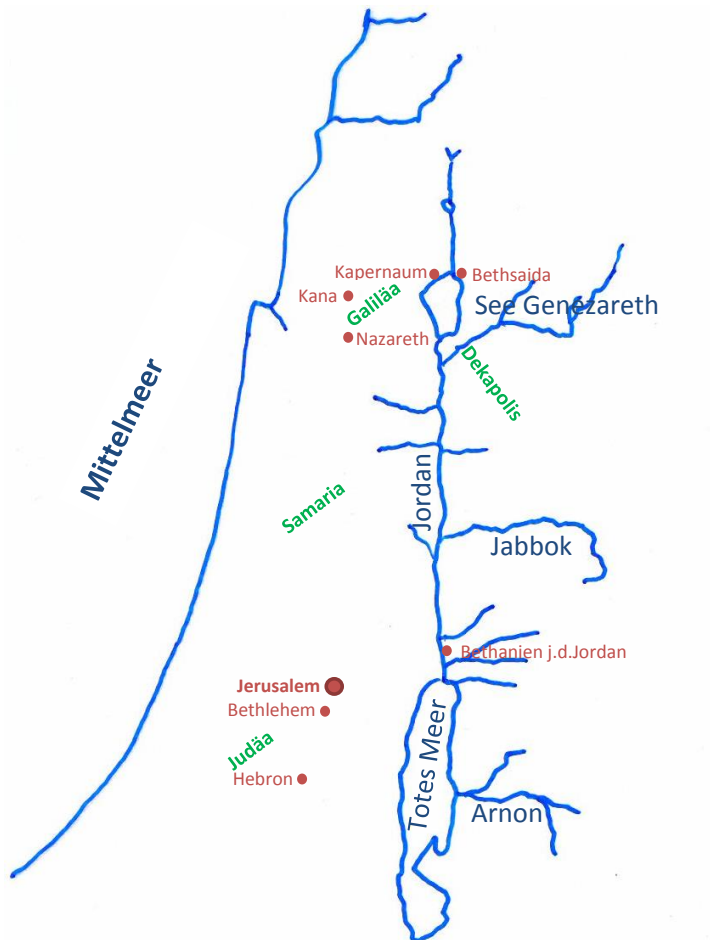 Kapernaum
Bethsaida
Kana
Galiläa
See Genezareth
Nazareth
Dekapolis
Mittelmeer
Jordan
Samaria
Jabbok
Bethanien j.d.Jordan
Jerusalem
Bethlehem
Judäa
Totes Meer
Hebron
Arnon